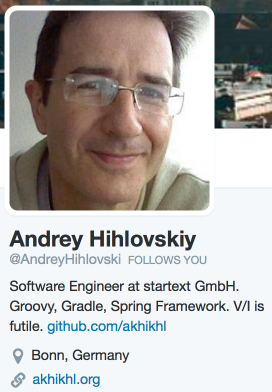 Andrey Hihlovskiy
@AndreyHihlovski FOLLOWS YOU
Software Engineer at startext GmbH.
Groovy, Gradle, Spring Framework. V/I is
futile. github.com/akhikhl
Bonn, Germany
akhikhl.org